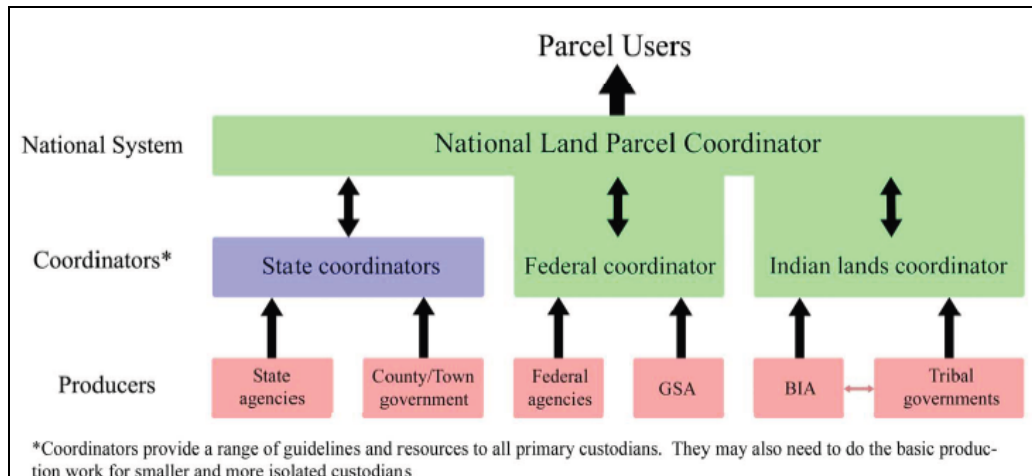 Parcel Users
National System
National Land Parcel Coordinator
Coordinators*
State coordinators
Federal coordinator
Indian lands coordinator
Producers
State
agencies
County/Town
government
Federal
agencies
GSA
BIA
Tribal
governments
*Coordinators provide a range of guidelines and resources to all primary custodians. They may also need to do the basic produc-
tion work for smaller and more isolated custodians